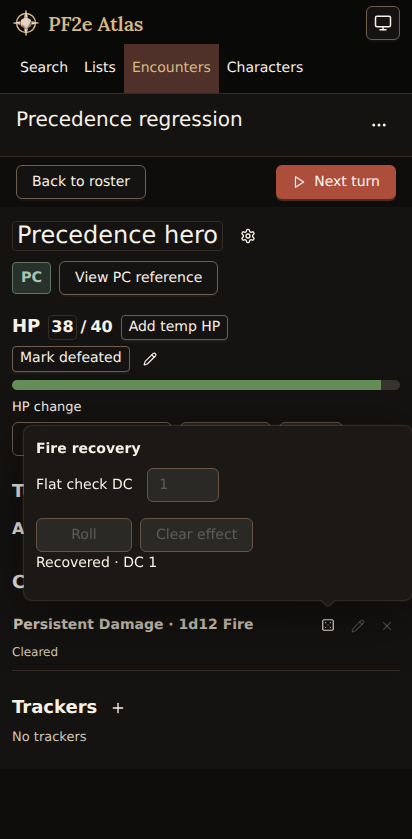 PF2e Atlas
Search Lists Encounters Characters
Precedence regression
...
Back to roster Next turn
Precedence hero
PC View PC reference
HP 38 / 40 Add temp HP
Mark defeated
HP change
Fire recovery
Flat check DC 1
Roll Clear effect
Recovered · DC 1
Persistent Damage · 1d12 Fire
Cleared
Trackers +
No trackers